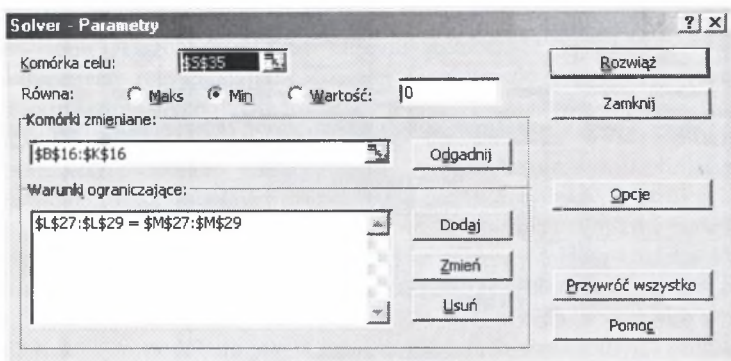 Solver - Parametry
Komórka celu: $S$35 Rozwiąż
Równa: Maks Min Wartość: 0 Zamknij
Komórki zmieniane:
$B$16:$K$16 Odgadnij
Warunki ograniczające: Opcje
$L$27:$L$29 = $M$27:$M$29 Dodaj
Zmień
Przywróć wszystko
Usuń
Pomoc